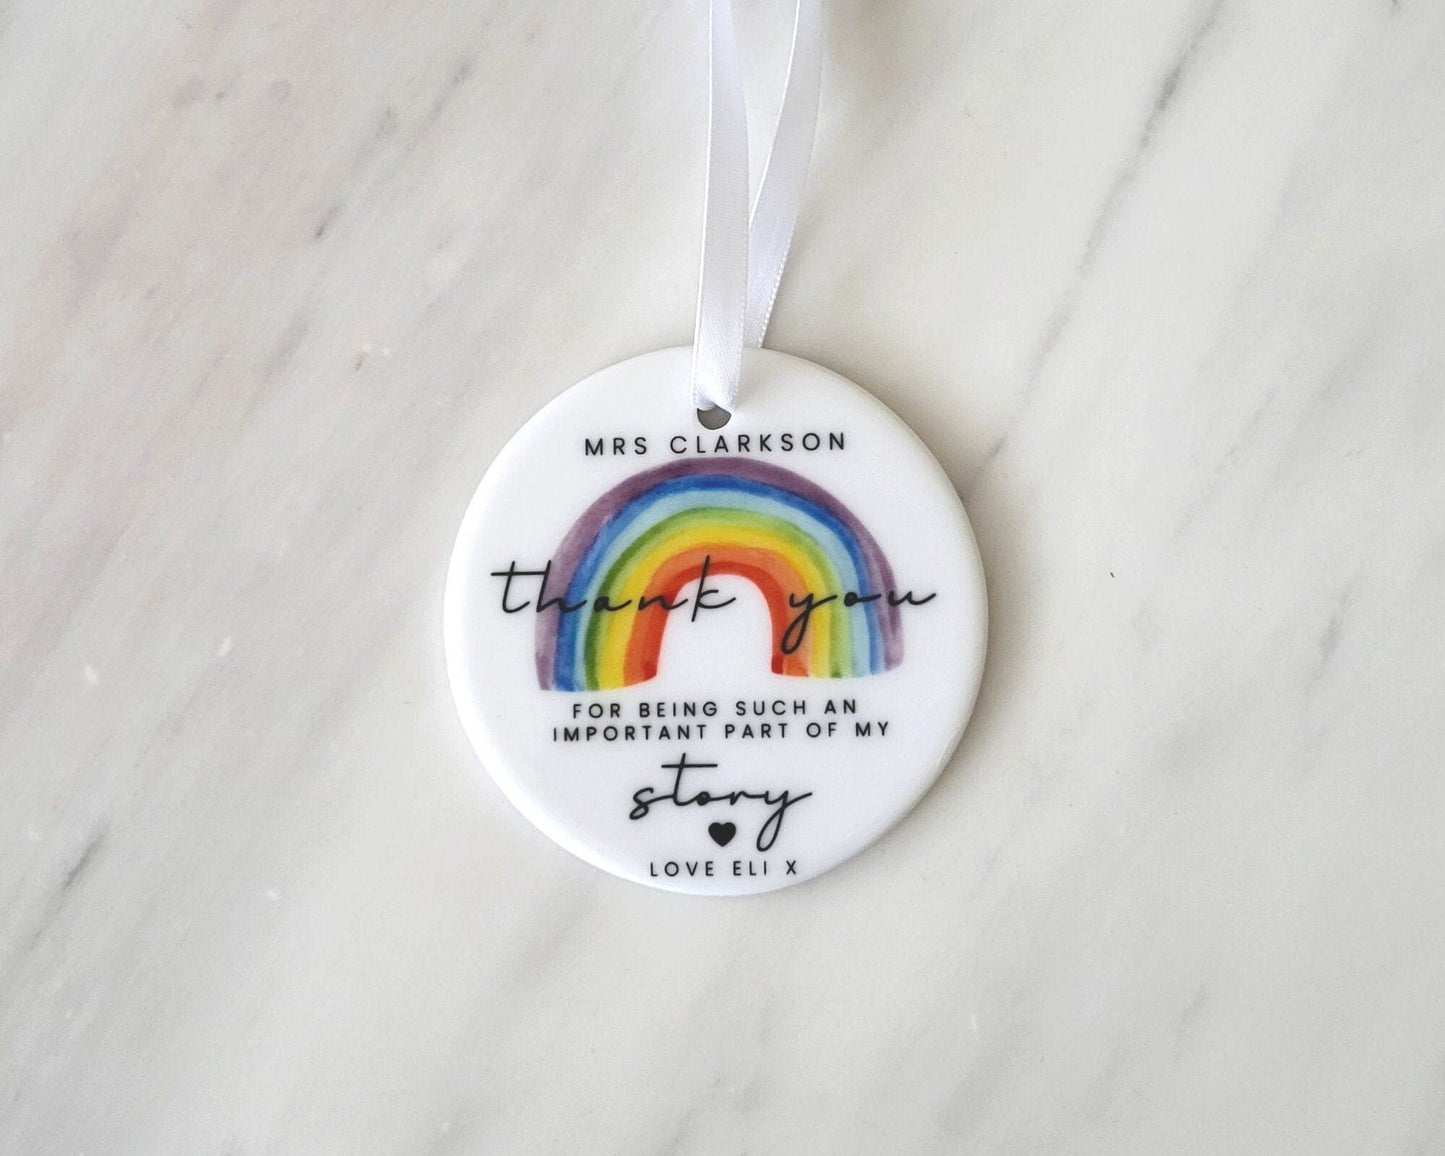 MRS CLARKSON
thank you
FOR BEING SUCH AN
IMPORTANT PART OF MY
story
LOVE ELI X